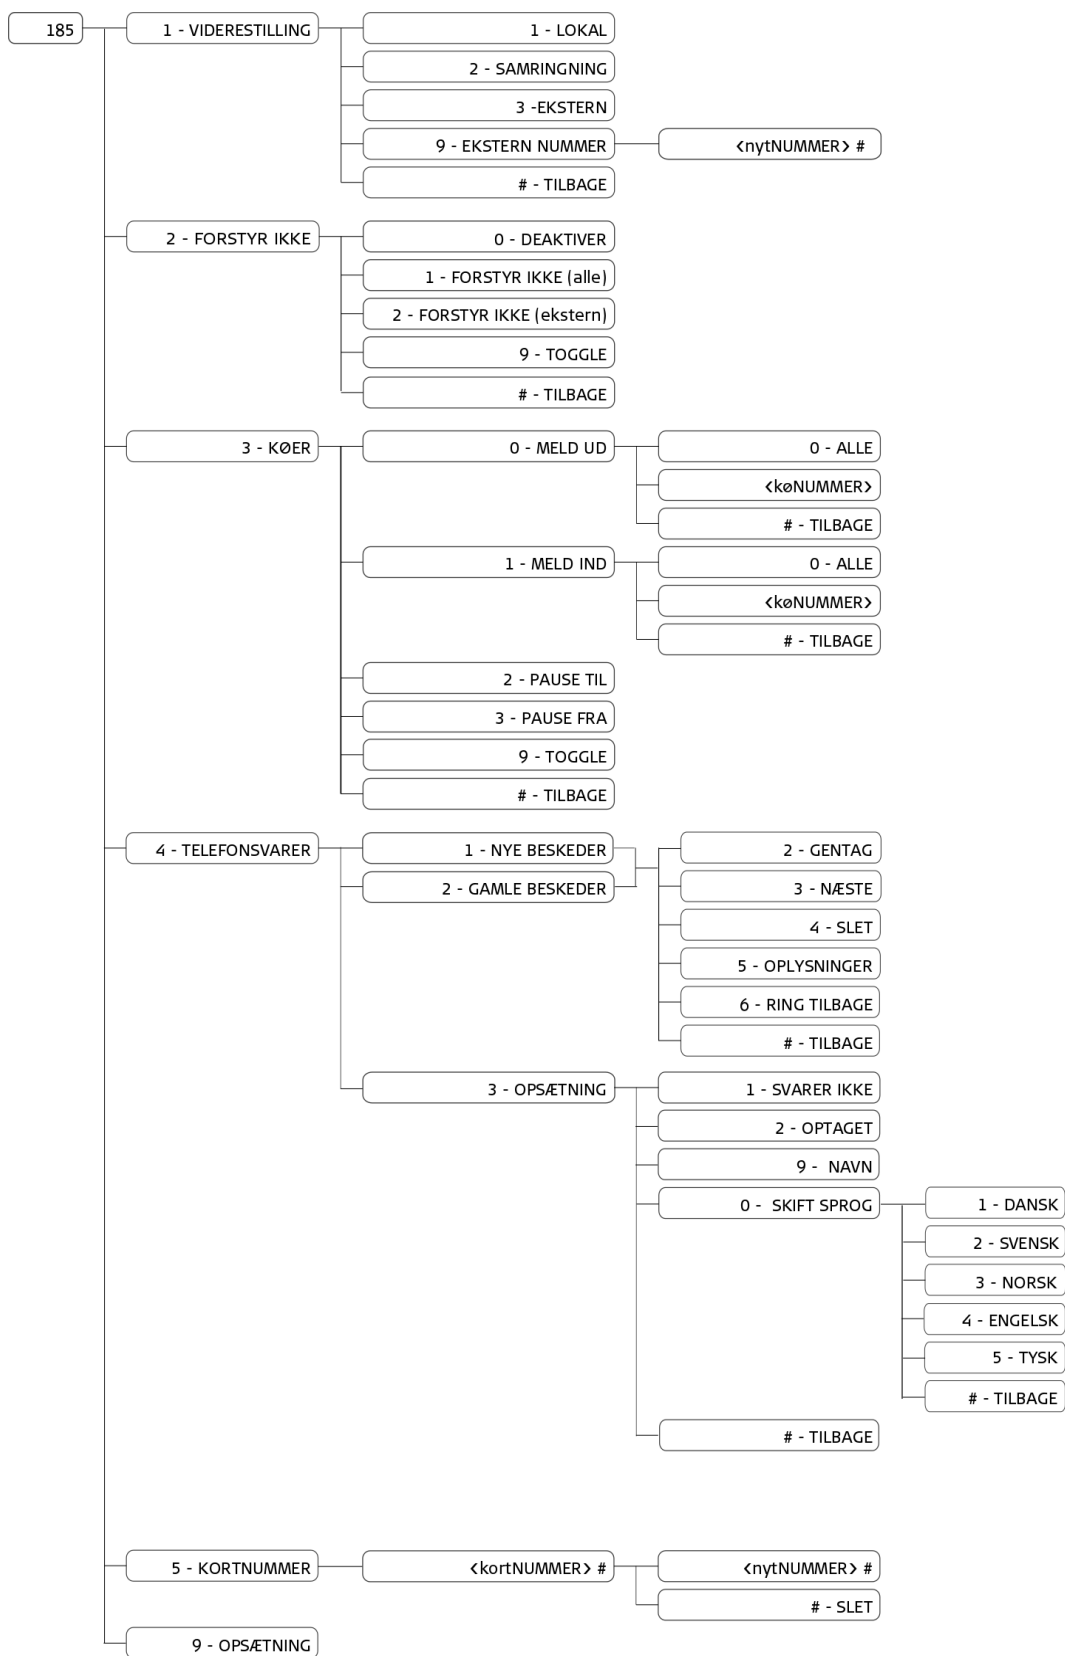 185
1 - VIDERESTILLING
1 - LOKAL
2 - SAMRINGNING
3 -EKSTERN
9 - EKSTERN NUMMER
<nytNUMMER> #
# - TILBAGE
2 - FORSTYR IKKE
0 - DEAKTIVER
1 - FORSTYR IKKE (alle)
2 - FORSTYR IKKE (ekstern)
9 - TOGGLE
# - TILBAGE
3 - KØER
0 - MELD UD
0 - ALLE
<køNUMMER>
# - TILBAGE
1 - MELD IND
0 - ALLE
<køNUMMER>
# - TILBAGE
2 - PAUSE TIL
3 - PAUSE FRA
9 - TOGGLE
# - TILBAGE
4 - TELEFONSVARER
1 - NYE BESKEDER
2 - GAMLE BESKEDER
2 - GENTAG
3 - NÆSTE
4 - SLET
5 - OPLYSNINGER
6 - RING TILBAGE
# - TILBAGE
3 - OPSÆTNING
1 - SVARER IKKE
2 - OPTAGET
9 -  NAVN
0 -  SKIFT SPROG
1 - DANSK
2 - SVENSK
3 - NORSK
4 - ENGELSK
5 - TYSK
# - TILBAGE
# - TILBAGE
5 - KORTNUMMER
<kortNUMMER> #
<nytNUMMER> #
# - SLET
9 - OPSÆTNING